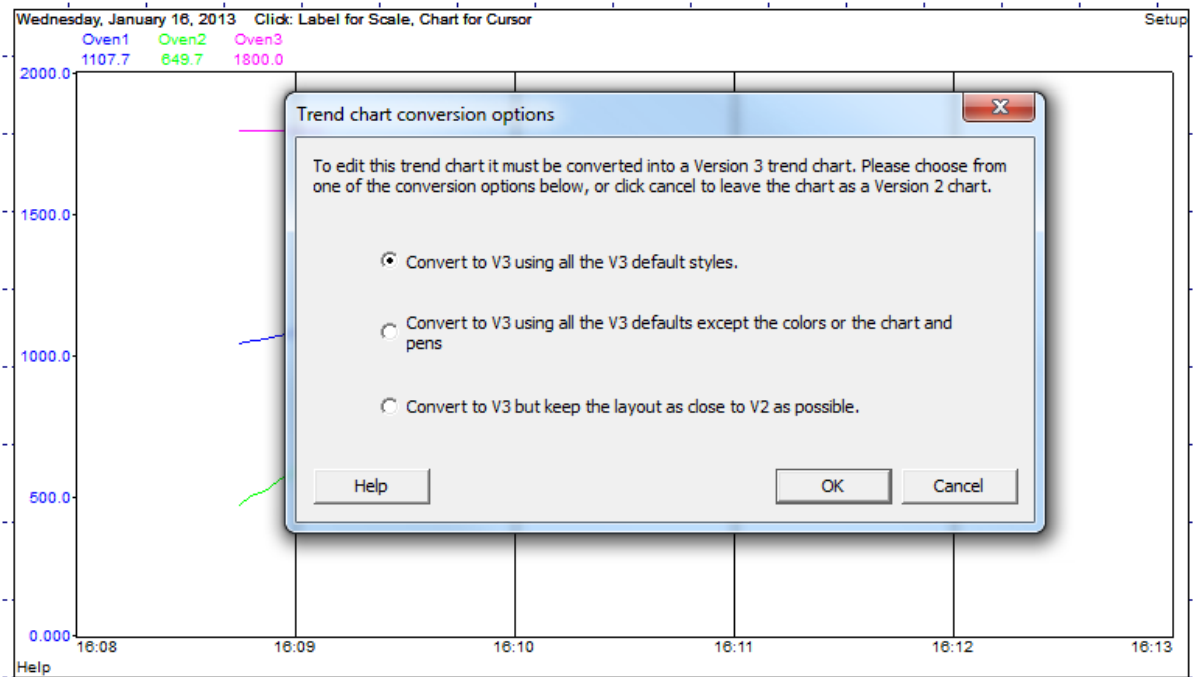 Wednesday, January 16, 2013 Click: Label for Scale, Chart for Cursor Setup
Oven1 Oven2 Oven3
1107.7 649.7 1800.0
2000.0
Trend chart conversion options
To edit this trend chart it must be converted into a Version 3 trend chart. Please choose from
one of the conversion options below, or click cancel to leave the chart as a Version 2 chart.
1500.0
Convert to V3 using all the V3 default styles.
Convert to V3 using all the V3 defaults except the colors or the chart and
pens
1000.0
Convert to V3 but keep the layout as close to V2 as possible.
Help OK Cancel
500.0
0.000
16:08 16:09 16:10 16:11 16:12 16:13
Help